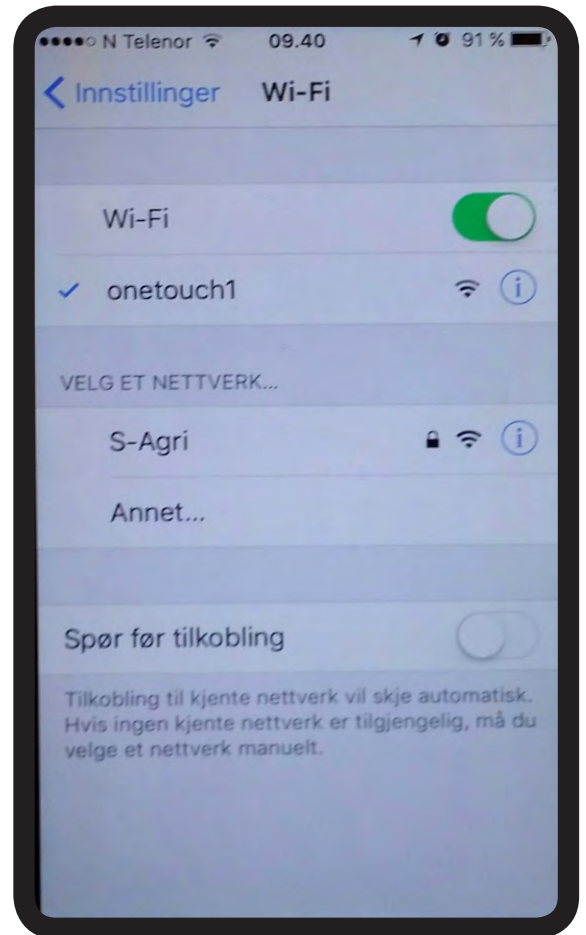 N Telenor 09.40 91 %
Innstillinger Wi-Fi
Wi-Fi
onetouch1
VELG ET NETTVERK...
S-Agri
Annet...
Spør før tilkobling
Tilkobling til kjente nettverk vil skje automatisk.
Hvis ingen kjente nettverk er tilgjengelig, må du
velge et nettverk manuelt.